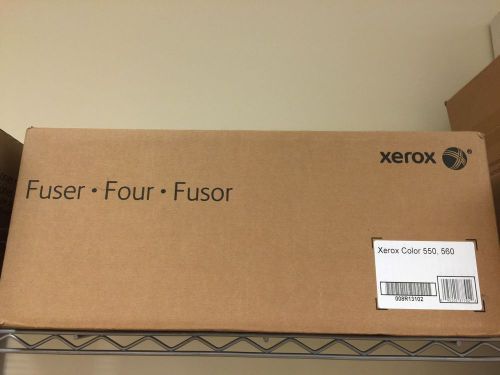 xerox ®
Fuser • Four • Fusor
Xerox Color 550, 560
008R13102